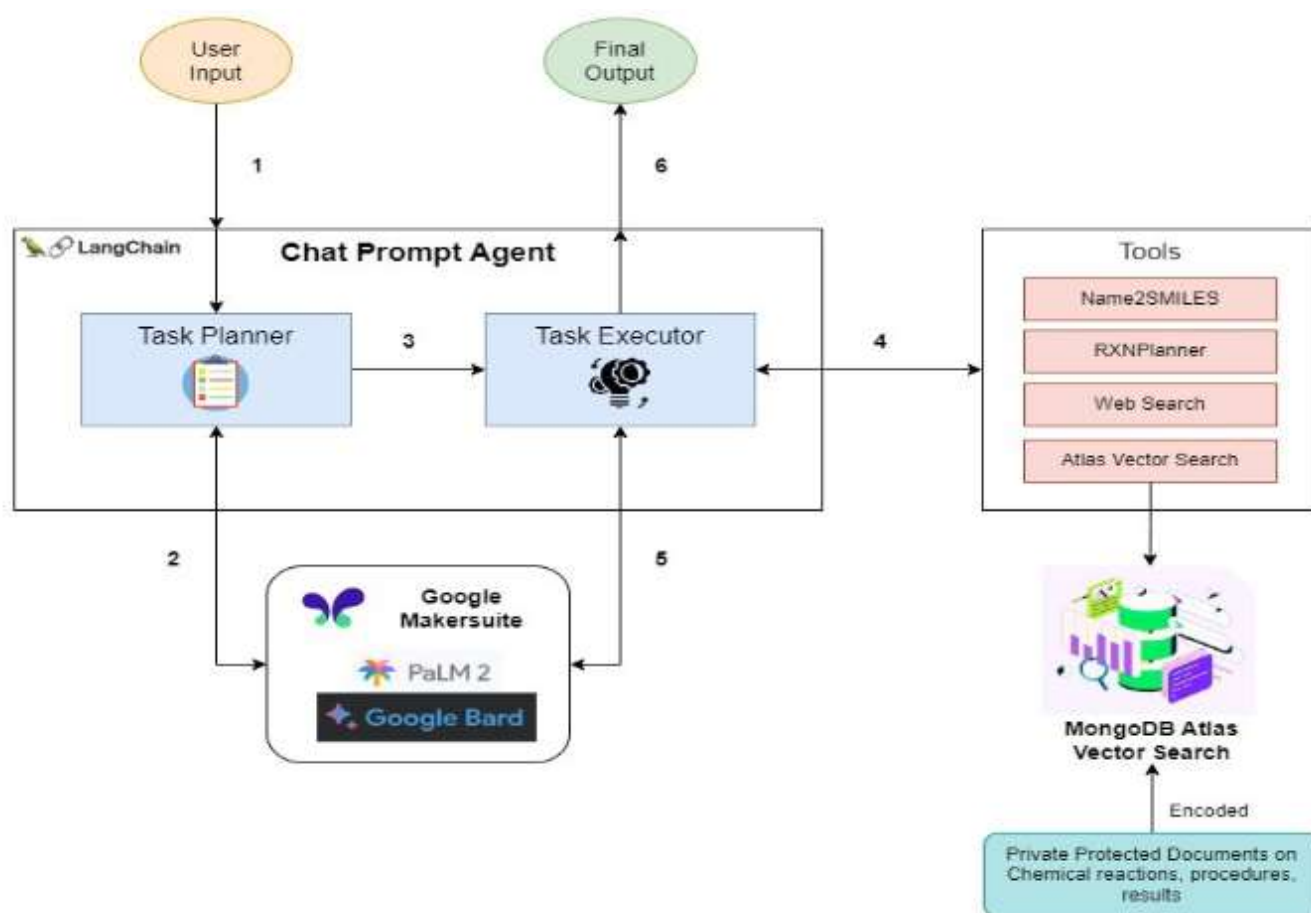 User
Input
Final
Output
1
6
LangChain
Chat Prompt Agent
Tools
Name2SMILES
RXNPlanner
Web Search
Atlas Vector Search
Task Planner
3
Task Executor
4
2
5
Google
Makersuite
PaLM 2
Google Bard
MongoDB Atlas
Vector Search
Encoded
Private Protected Documents on
Chemical reactions, procedures,
results